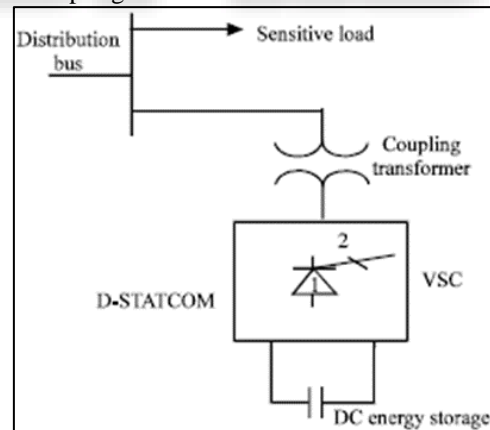 Distribution
bus
Sensitive load
Coupling
transformer
2
1
VSC
D-STATCOM
DC energy storage